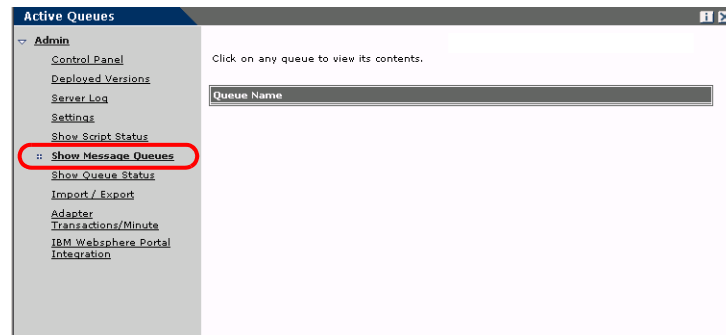 Active Queues
Admin
Control Panel
Deployed Versions
Server Log
Settings
Show Script Status
Show Message Queues
Show Queue Status
Import / Export
Adapter
Transactions/Minute
IBM Websphere Portal
Integration
Click on any queue to view its contents.
Queue Name